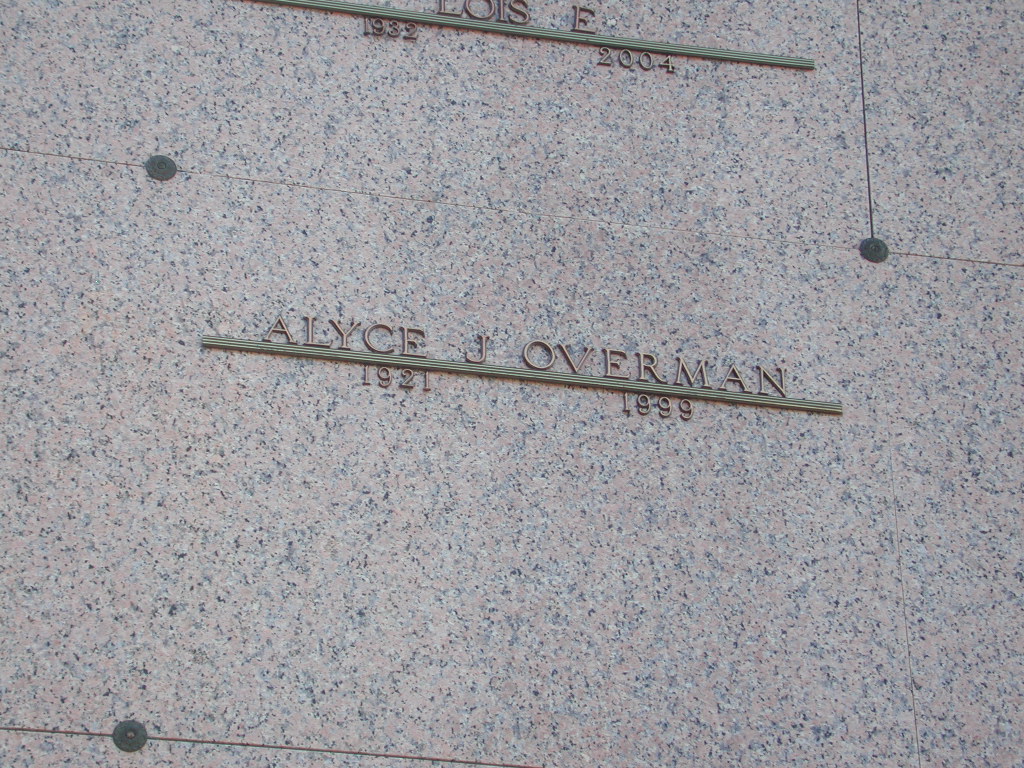 LOIS E
1932 2004
ALYCE J OVERMAN
1921 1999